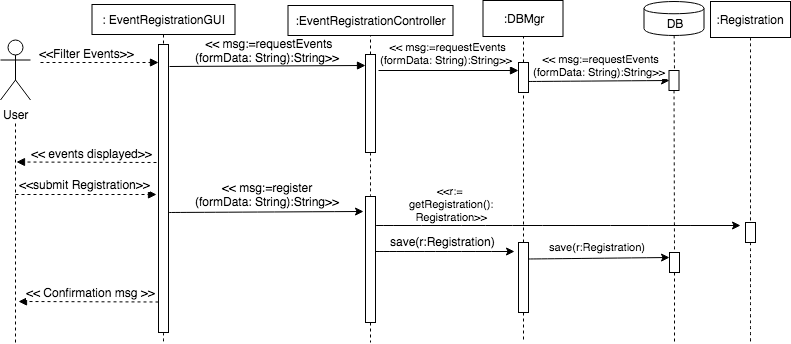 : EventRegistrationGUI
:EventRegistrationController
:DBMgr
DB
:Registration
User
<<Filter Events>>
<< msg:=requestEvents
(formData: String):String>>
<< msg:=requestEvents
(formData: String):String>>
<< msg:=requestEvents
(formData: String):String>>
<< events displayed>>
<<submit Registration>>
<< msg:=register
(formData: String):String>>
<<r:=
getRegistration():
Registration>>
save(r:Registration)
save(r:Registration)
<< Confirmation msg >>